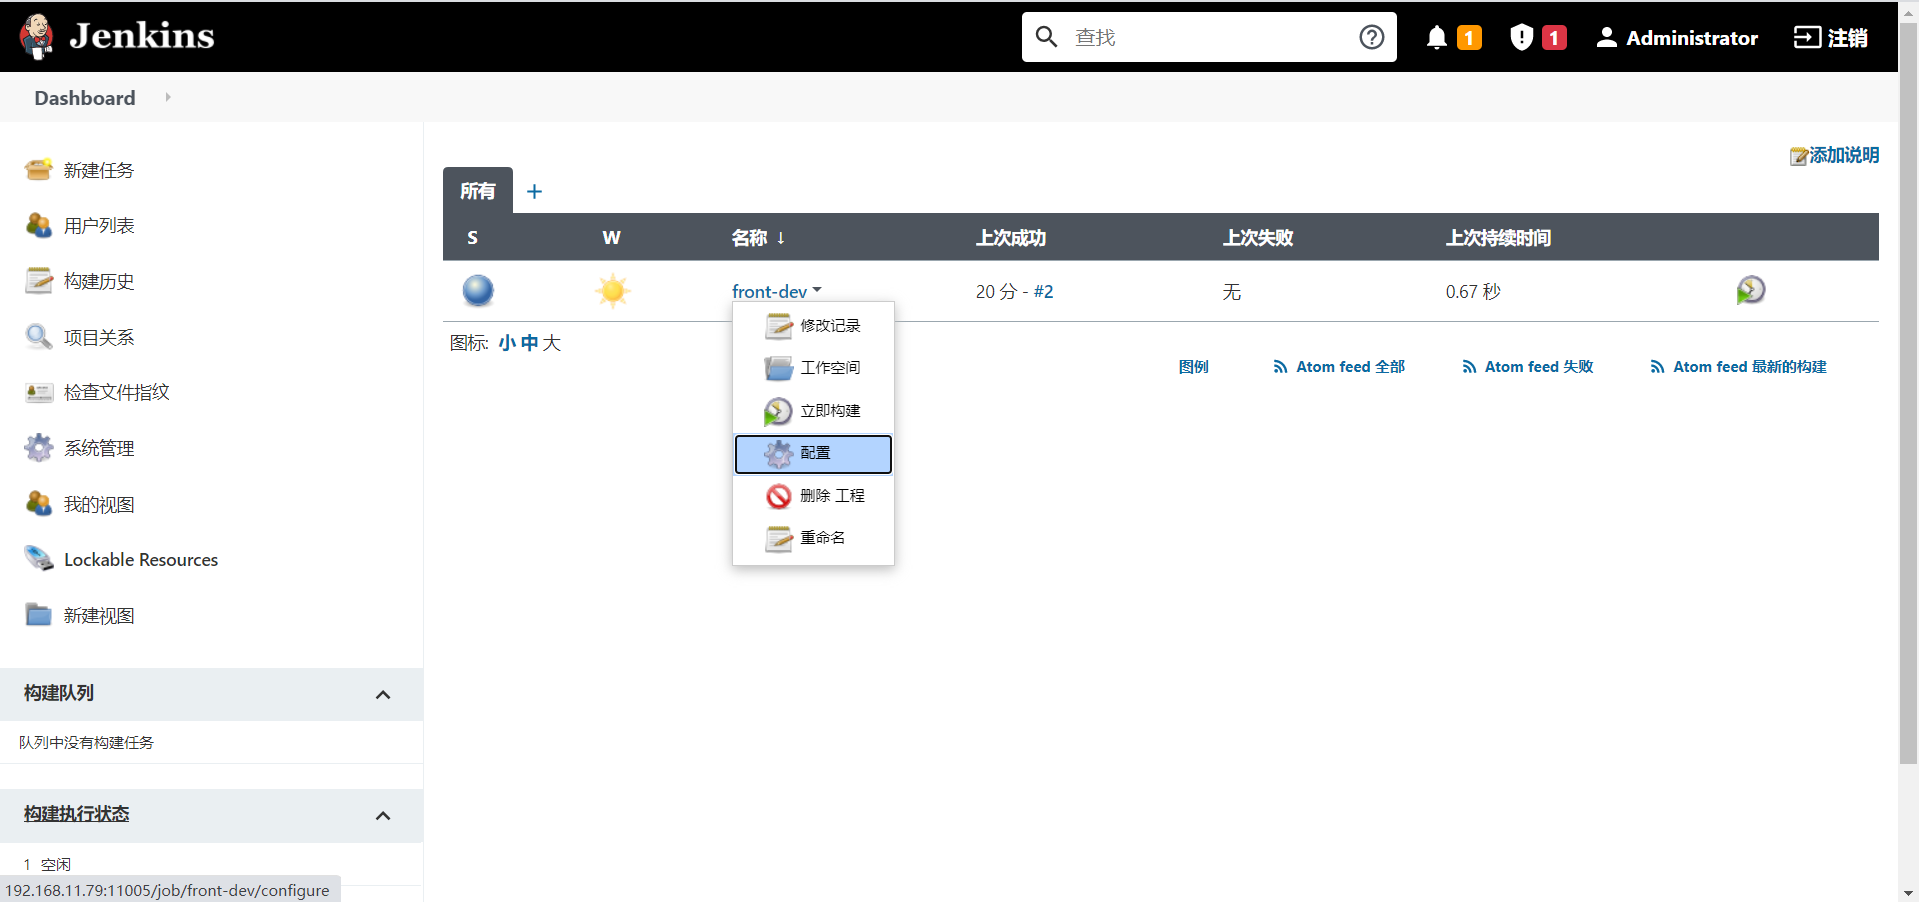 Jenkins
查找
1
1
Administrator
注销
Dashboard
新建任务
用户列表
构建历史
项目关系
检查文件指纹
系统管理
我的视图
Lockable Resources
新建视图
构建队列
队列中没有构建任务
构建执行状态
1 空闲
192.168.11.79:11005/job/front-dev/configure
添加说明
所有 +
S W 名称 ↓ 上次成功 上次失败 上次持续时间
front-dev 20 分 - #2 无 0.67 秒
修改记录
工作空间
立即构建
配置
删除 工程
重命名
图标: 小 中 大
图例 Atom feed 全部 Atom feed 失败 Atom feed 最新的构建